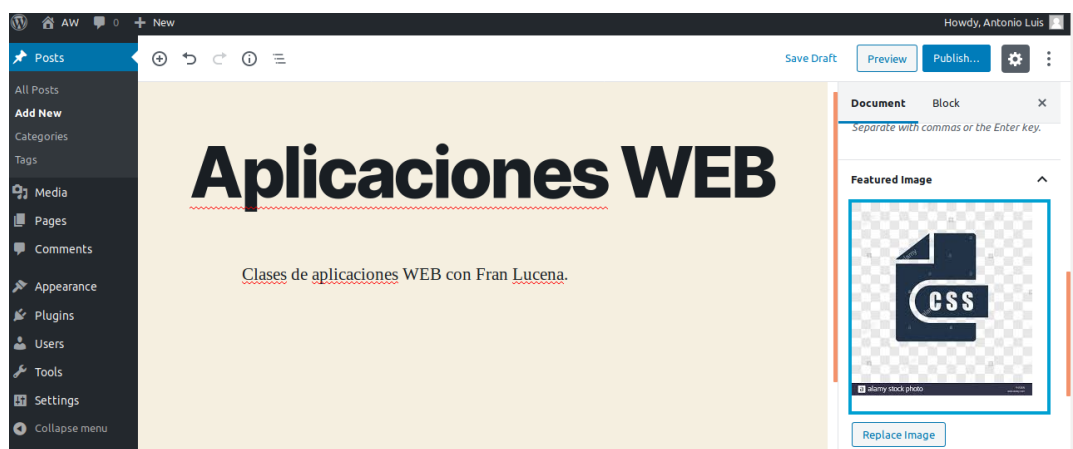 AW 0 New Howdy, Antonio Luis
Posts
All Posts
Add New
Categories
Tags
Media
Pages
Comments
Appearance
Plugins
Users
Tools
Settings
Collapse menu
Save Draft Preview Publish...
Aplicaciones WEB
Clases de aplicaciones WEB con Fran Lucena.
Document Block
Separate with commas or the Enter key.
Featured Image
alamy
CSS
a alamy stock photo
Replace Image